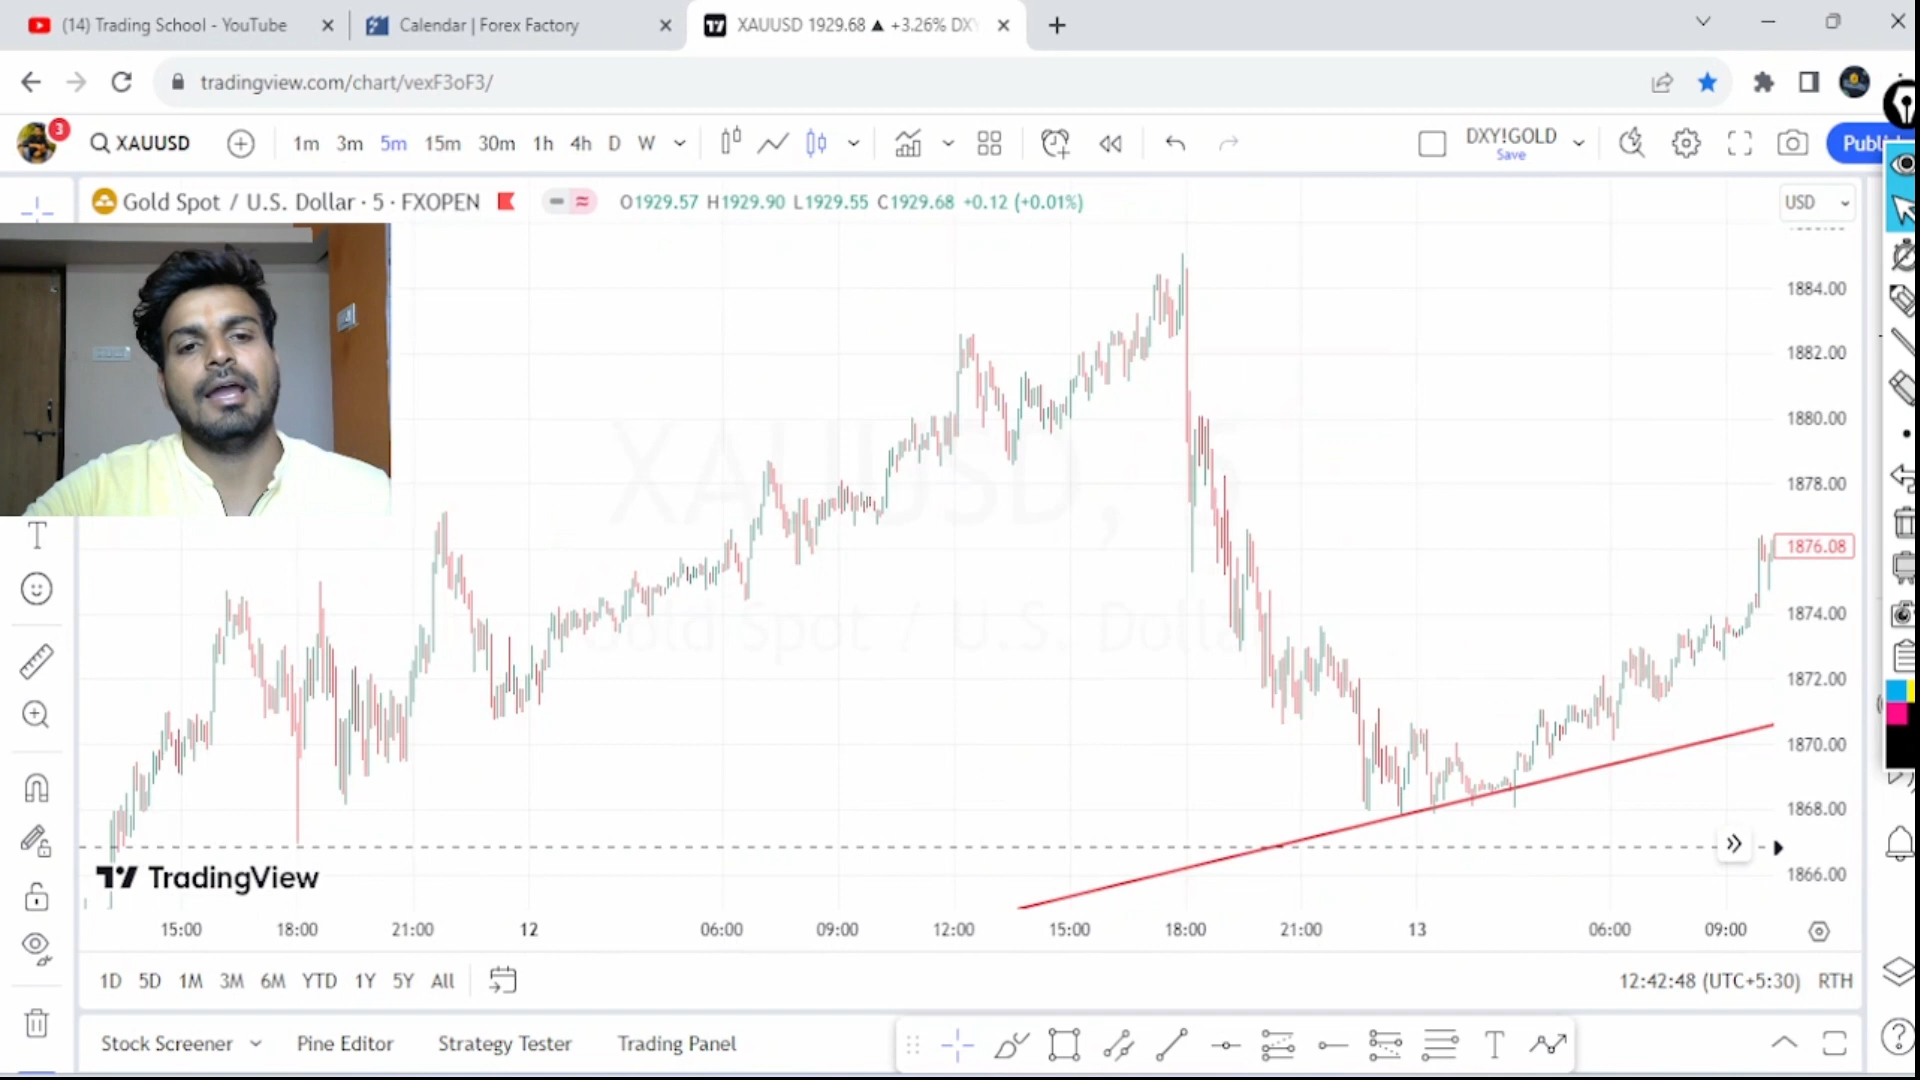 (14) Trading School - YouTube
Calendar | Forex Factory
XAUUSD 1929.68 ▲ +3.26% DX
tradingview.com/chart/vexF3oF3/
3
XAUUSD
1m 3m 5m 15m 30m 1h 4h D W
DXY!GOLD
Save
Publ
Gold Spot / U.S. Dollar · 5 · FXOPEN
O1929.57 H1929.90 L1929.55 C1929.68 +0.12 (+0.01%)
USD
1884.00
1882.00
1880.00
1878.00
1876.08
1874.00
1872.00
1870.00
1868.00
1866.00
XAUUSD, 5
Gold Spot / U.S. Dollar
TradingView
15:00 18:00 21:00 12 06:00 09:00 12:00 15:00 18:00 21:00 13 06:00 09:00
1D 5D 1M 3M 6M YTD 1Y 5Y All
12:42:48 (UTC+5:30) RTH
Stock Screener Pine Editor Strategy Tester Trading Panel